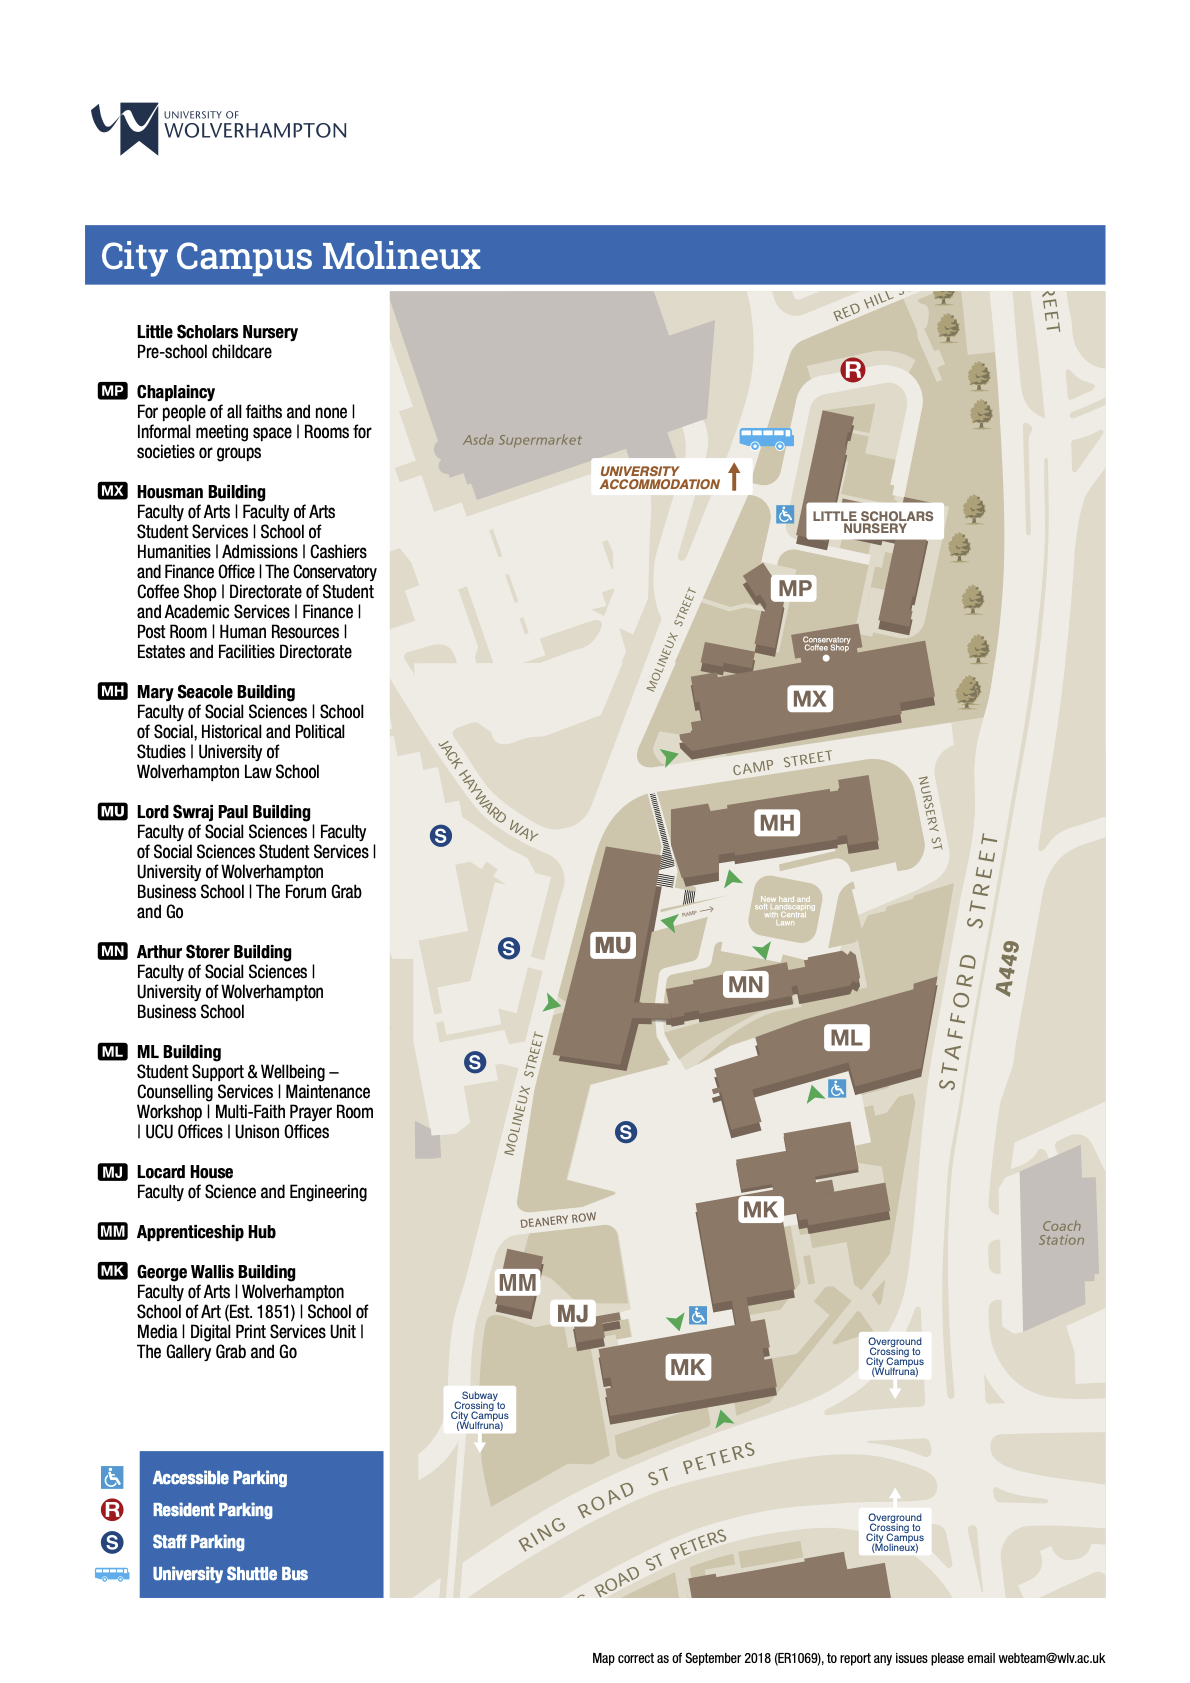 UNIVERSITY OF
WOLVERHAMPTON
City Campus Molineux
Little Scholars Nursery
Pre-school childcare
MP Chaplaincy
For people of all faiths and none |
Informal meeting space | Rooms for
societies or groups
MX Housman Building
Faculty of Arts | Faculty of Arts
Student Services | School of
Humanities | Admissions | Cashiers
and Finance Office | The Conservatory
Coffee Shop | Directorate of Student
and Academic Services | Finance |
Post Room | Human Resources |
Estates and Facilities Directorate
MH Mary Seacole Building
Faculty of Social Sciences | School
of Social, Historical and Political
Studies | University of
Wolverhampton Law School
MU Lord Swraj Paul Building
Faculty of Social Sciences | Faculty
of Social Sciences Student Services |
University of Wolverhampton
Business School | The Forum Grab
and Go
MN Arthur Storer Building
Faculty of Social Sciences |
University of Wolverhampton
Business School
ML ML Building
Student Support & Wellbeing –
Counselling Services | Maintenance
Workshop | Multi-Faith Prayer Room
| UCU Offices | Unison Offices
MJ Locard House
Faculty of Science and Engineering
MM Apprenticeship Hub
MK George Wallis Building
Faculty of Arts | Wolverhampton
School of Art (Est. 1851) | School of
Media | Digital Print Services Unit |
The Gallery Grab and Go
Accessible Parking
R Resident Parking
S Staff Parking
University Shuttle Bus
RED HILL S
REET
R
Asda Supermarket
UNIVERSITY
ACCOMMODATION
LITTLE SCHOLARS
NURSERY
MP
MOLINEUX STREET
Conservatory
Coffee Shop
MX
CAMP STREET
JACK HAYWARD WAY
NURSERY ST
MH
S
New hard and
soft Landscaping
with Central
Lawn
RAMP
MU
S
MN
STAFFORD STREET
A449
ML
S
MOLINEUX STREET
S
MK
DEANERY ROW
Coach
Station
MM
MJ
MK
Overground
Crossing to
City Campus
(Wulfruna)
Subway
Crossing to
City Campus
(Wulfruna)
RING ROAD ST PETERS
Overground
Crossing to
City Campus
(Molineux)
G ROAD ST PETERS
Map correct as of September 2018 (ER1069), to report any issues please email webteam@wlv.ac.uk